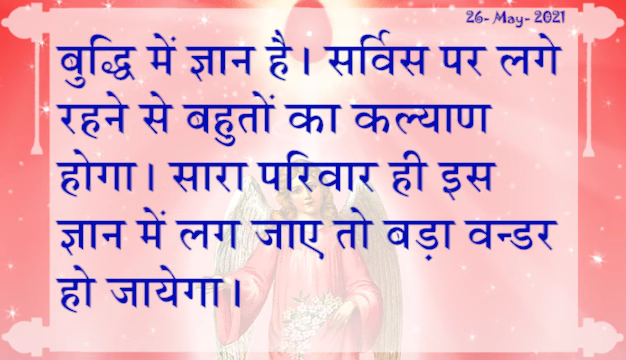 26- May- 2021
बुद्धि में ज्ञान है। सर्विस पर लगे
रहने से बहुतों का कल्याण
होगा। सारा परिवार ही इस
ज्ञान में लग जाए तो बड़ा वन्डर
हो जायेगा।